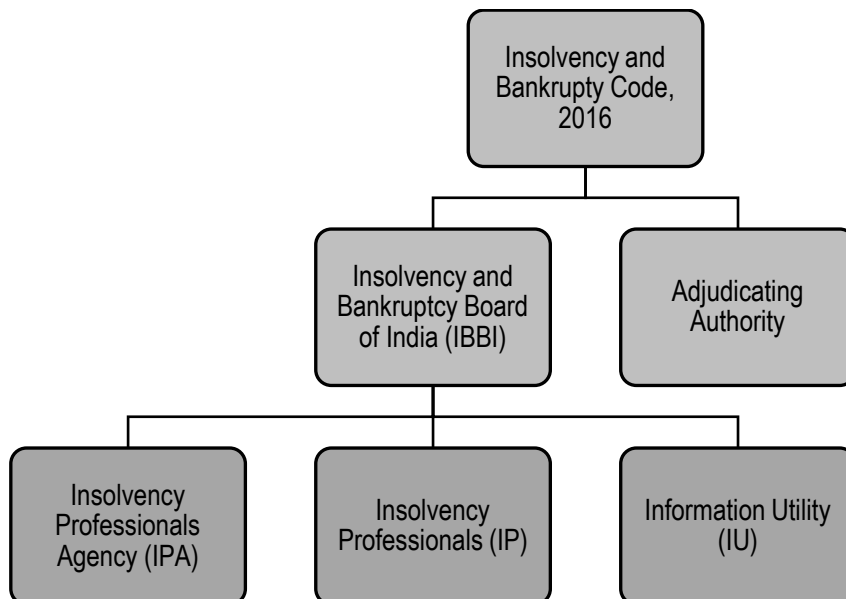 Insolvency and
Bankrupty Code,
2016
Insolvency and
Bankruptcy Board
of India (IBBI)
Adjudicating
Authority
Insolvency
Professionals
Agency (IPA)
Insolvency
Professionals (IP)
Information Utility
(IU)